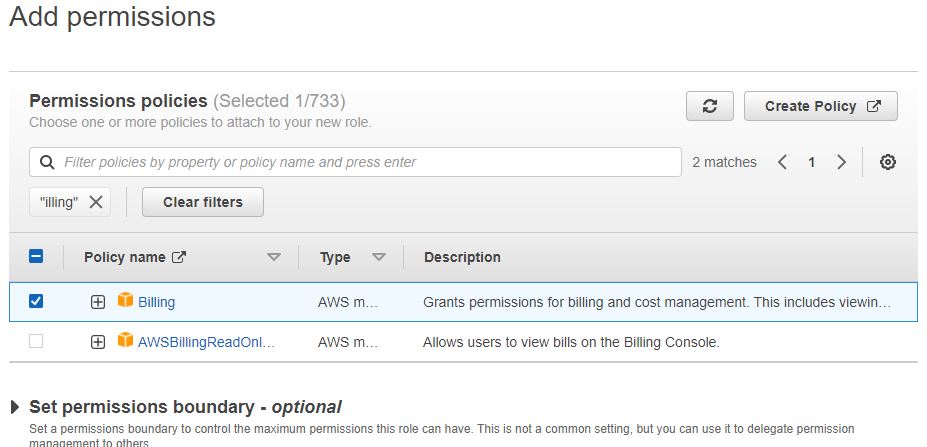 Add permissions
Permissions policies (Selected 1/733)
Choose one or more policies to attach to your new role.
Create Policy
Filter policies by property or policy name and press enter
2 matches
1
"illing"
Clear filters
Policy name
Type
Description
Billing
AWS m...
Grants permissions for billing and cost management. This includes viewin...
AWSBillingReadOnl...
AWS m...
Allows users to view bills on the Billing Console.
Set permissions boundary - optional
Set a permissions boundary to control the maximum permissions this role can have. This is not a common setting, but you can use it to delegate permission
management to others